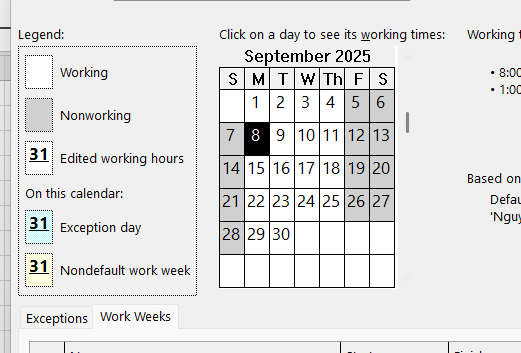 Legend:
Working
Nonworking
31 Edited working hours
On this calendar:
31 Exception day
31 Nondefault work week
Click on a day to see its working times:
September 2025
S M T W Th F S
1 2 3 4 5 6
7 8 9 10 11 12 13
14 15 16 17 18 19 20
21 22 23 24 25 26 27
28 29 30
Working t
• 8:00
• 1:00
Based on
Defau
'Nguy
Exceptions
Work Weeks